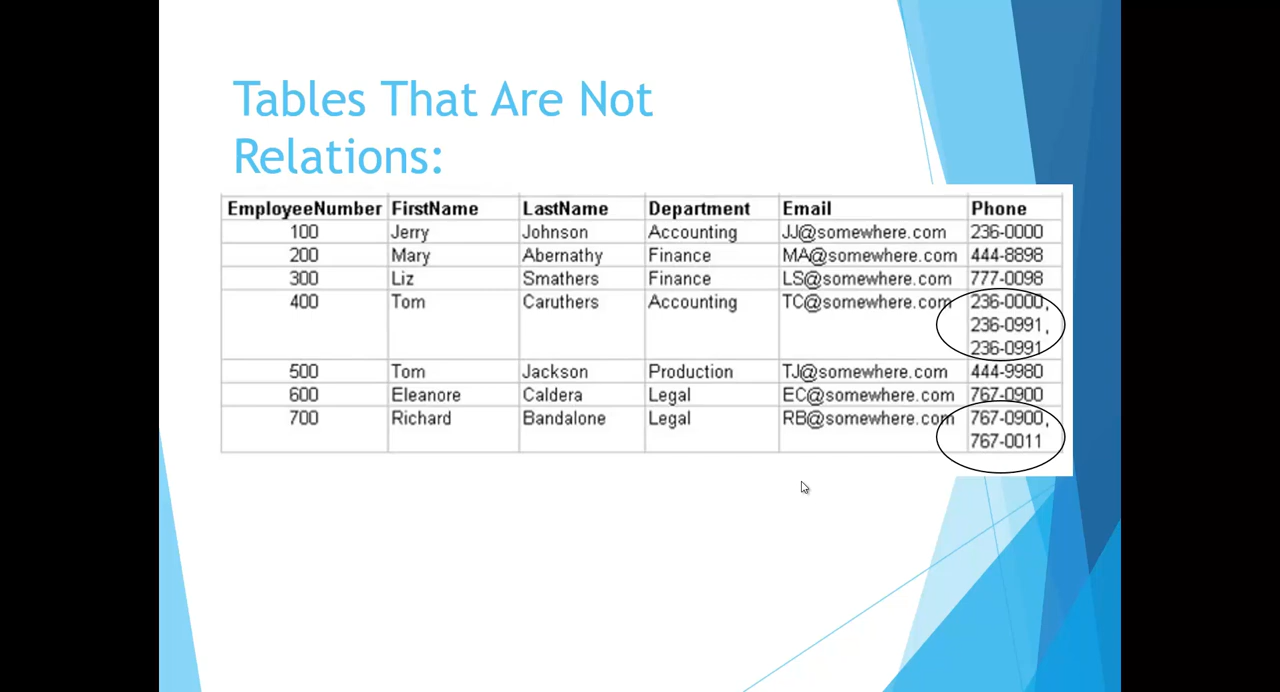 Tables That Are Not
Relations:
EmployeeNumber FirstName LastName Department Email Phone
100 Jerry Johnson Accounting JJ@somewhere.com 236-0000
200 Mary Abernathy Finance MA@somewhere.com 444-8898
300 Liz Smathers Finance LS@somewhere.com 777-0098
400 Tom Caruthers Accounting TC@somewhere.com 236-0000,
236-0991,
236-0991
500 Tom Jackson Production TJ@somewhere.com 444-9980
600 Eleanore Caldera Legal EC@somewhere.com 767-0900
700 Richard Bandalone Legal RB@somewhere.com 767-0900,
767-0011